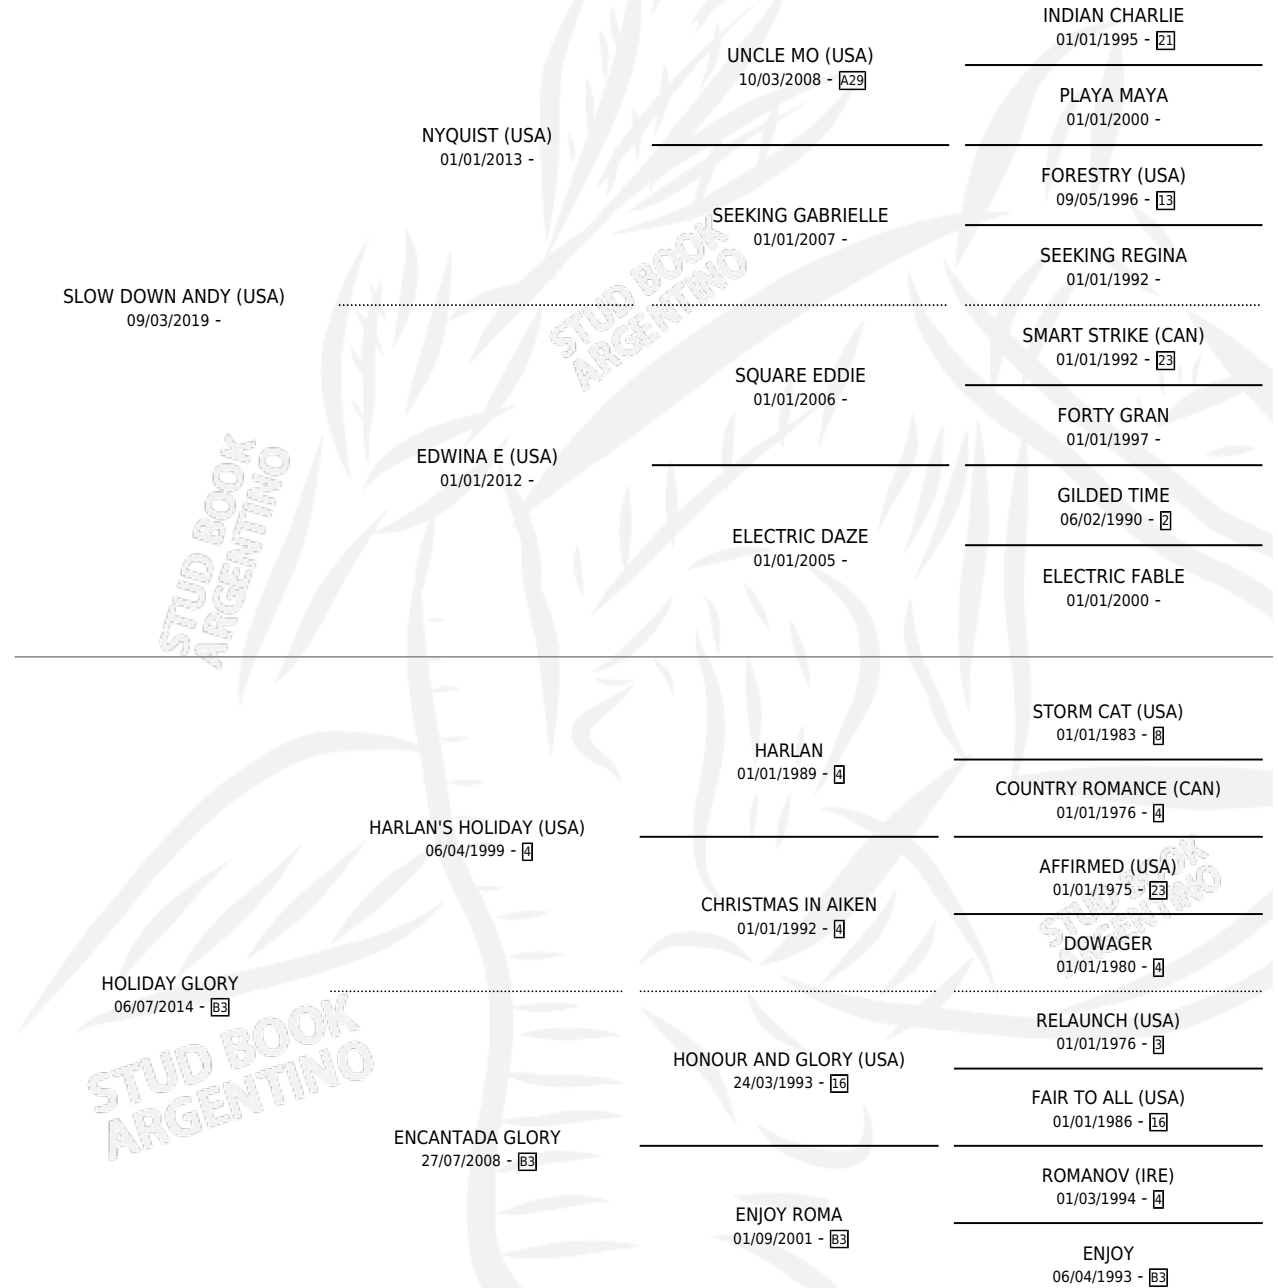 INDIAN CHARLIE
01/01/1995 - 21
UNCLE MO (USA)
10/03/2008 - A29
PLAYA MAYA
01/01/2000 -
NYQUIST (USA)
01/01/2013 -
FORESTRY (USA)
09/05/1996 - 13
SEEKING GABRIELLE
01/01/2007 -
SEEKING REGINA
01/01/1992 -
SLOW DOWN ANDY (USA)
09/03/2019 -
STUD BOOK
ARGENTINO
SMART STRIKE (CAN)
01/01/1992 - 23
SQUARE EDDIE
01/01/2006 -
FORTY GRAN
01/01/1997 -
EDWINA E (USA)
01/01/2012 -
GILDED TIME
06/02/1990 - 2
ELECTRIC DAZE
01/01/2005 -
ELECTRIC FABLE
01/01/2000 -
STUD BOOK
ARGENTINO
STORM CAT (USA)
01/01/1983 - 8
HARLAN
01/01/1989 - 4
COUNTRY ROMANCE (CAN)
01/01/1976 - 4
HARLAN'S HOLIDAY (USA)
06/04/1999 - 4
AFFIRMED (USA)
01/01/1975 - 23
CHRISTMAS IN AIKEN
01/01/1992 - 4
STUD BOOK
ARGENTINO
DOWAGER
01/01/1980 - 4
HOLIDAY GLORY
06/07/2014 - B3
RELAUNCH (USA)
01/01/1976 - 3
HONOUR AND GLORY (USA)
24/03/1993 - 16
STUD BOOK
ARGENTINO
FAIR TO ALL (USA)
01/01/1986 - 16
ENCANTADA GLORY
27/07/2008 - B3
ROMANOV (IRE)
01/03/1994 - 4
ENJOY ROMA
01/09/2001 - B3
ENJOY
06/04/1993 - B3